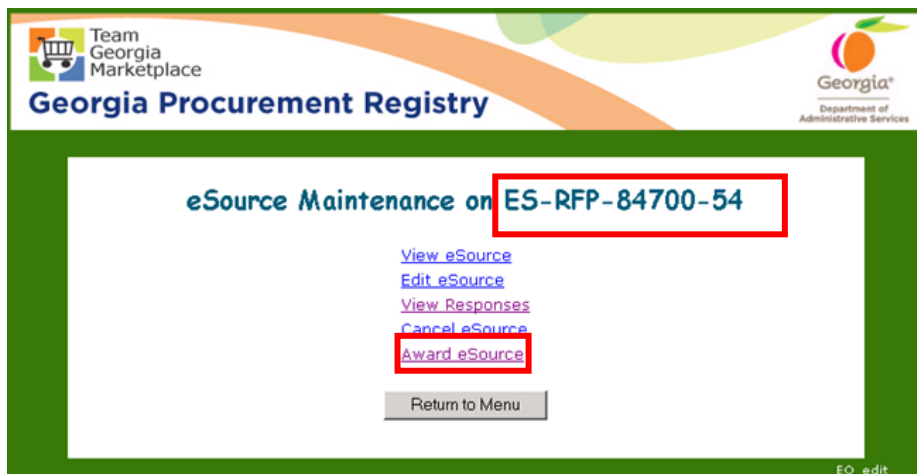 Team
Georgia
Marketplace
Georgia Procurement Registry
Georgia®
Department of
Administrative Services
eSource Maintenance on ES-RFP-84700-54
View eSource
Edit eSource
View Responses
Cancel eSource
Award eSource
Return to Menu
EQ_edit